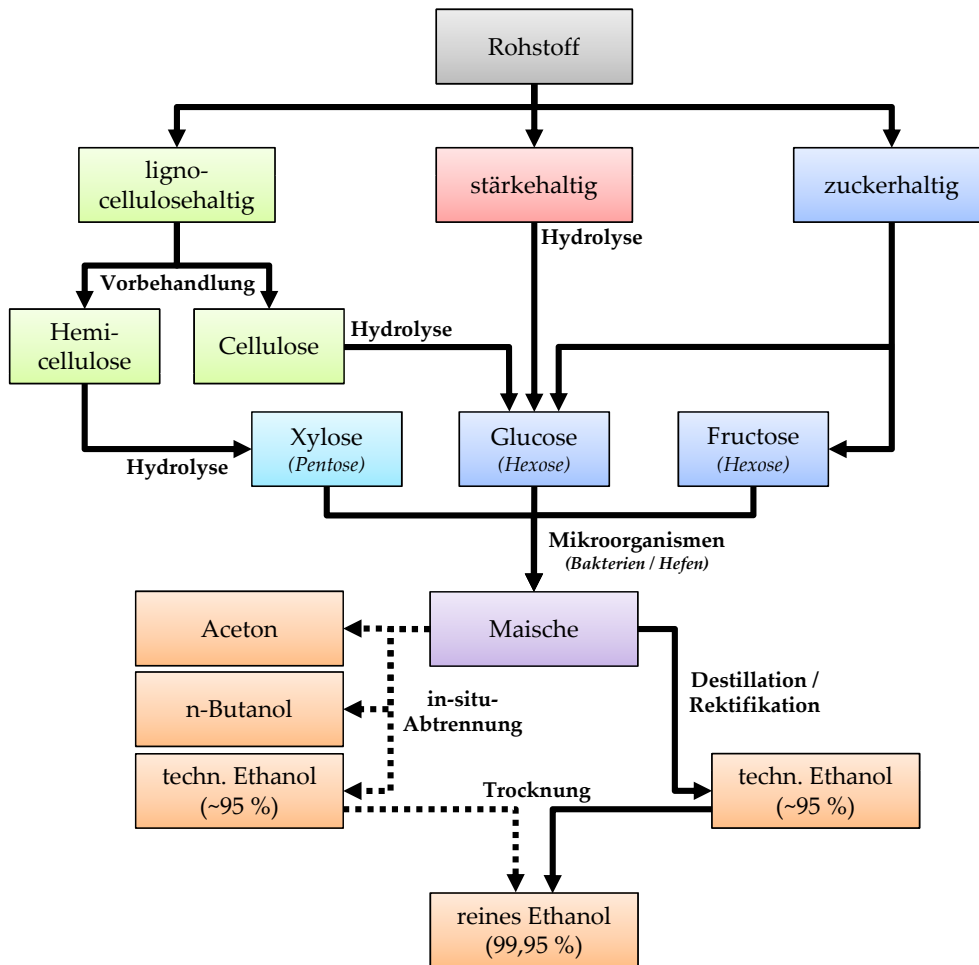 Rohstoff
ligno-
cellulosehaltig
stärkehaltig
zuckerhaltig
Hydrolyse
Vorbehandlung
Hemi-
cellulose
Cellulose
Hydrolyse
Xylose
(Pentose)
Glucose
(Hexose)
Fructose
(Hexose)
Hydrolyse
Mikroorganismen
(Bakterien / Hefen)
Aceton
Maische
n-Butanol
in-situ-
Abtrennung
Destillation /
Rektifikation
techn. Ethanol
(~95 %)
Trocknung
techn. Ethanol
(~95 %)
reines Ethanol
(99,95 %)